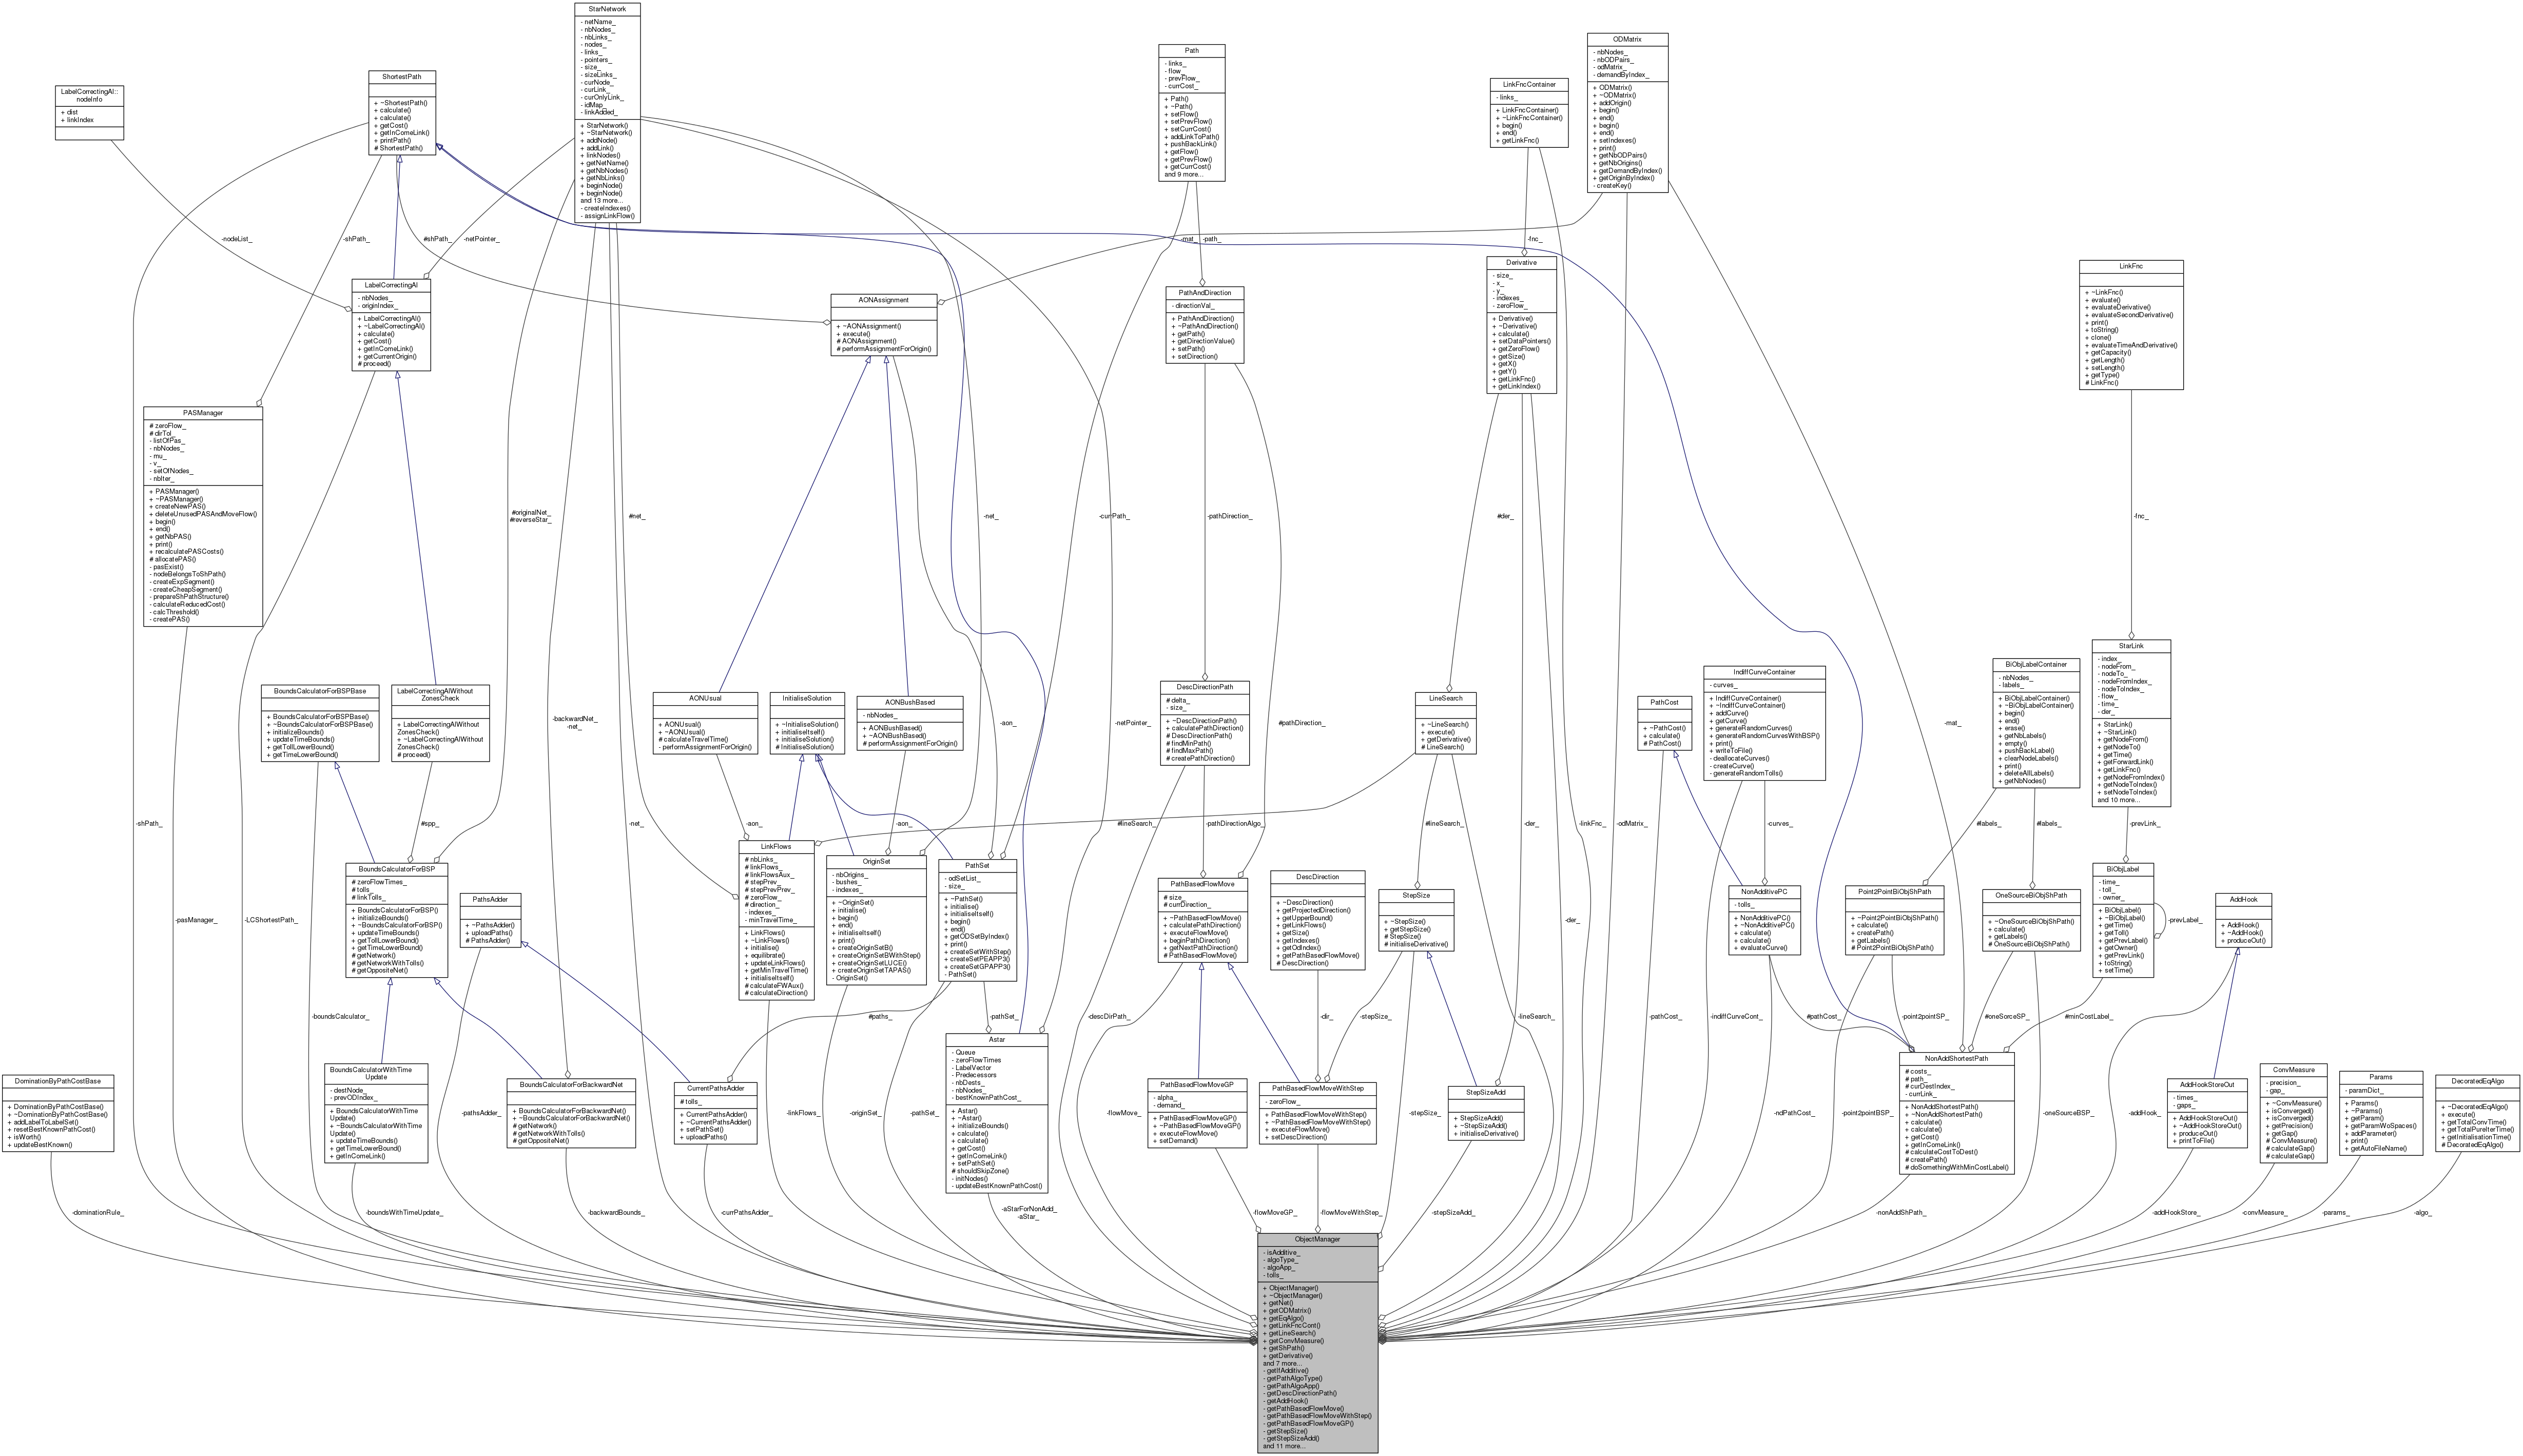 StarNetwork
- netName_
- nbNodes_
- nbLinks_
- nodes_
- links_
- pointers_
- size_
- sizeLinks_
- curNode_
- curLink_
- curOnlyLink_
- idMap_
- linkAdded_
+ StarNetwork()
+ ~StarNetwork()
+ addNode()
+ addLink()
+ linkNodes()
+ getNetName()
+ getNbNodes()
+ getNbLinks()
+ beginNode()
+ beginNode()
and 13 more...
- createIndexes()
- assignLinkFlow()
ODMatrix
- nbNodes_
- nbODPairs_
- odMatrix_
- demandByIndex_
+ ODMatrix()
+ ~ODMatrix()
+ addOrigin()
+ begin()
+ end()
+ begin()
+ end()
+ setIndexes()
+ print()
+ getNbODPairs()
+ getNbOrigins()
+ getDemandByIndex()
+ getOriginByIndex()
- createKey()
Path
- links_
- flow_
- prevFlow_
- currCost_
+ Path()
+ ~Path()
+ setFlow()
+ setPrevFlow()
+ setCurrCost()
+ addLinkToPath()
+ pushBackLink()
+ getFlow()
+ getPrevFlow()
+ getCurrCost()
and 9 more...
ShortestPath
+ ~ShortestPath()
+ calculate()
+ calculate()
+ getCost()
+ getInComeLink()
+ printPath()
# ShortestPath()
LinkFncContainer
- links_
+ LinkFncContainer()
+ ~LinkFncContainer()
+ begin()
+ end()
+ getLinkFnc()
LabelCorrectingAl::
nodeInfo
+ dist
+ linkIndex
-nodeList_
-shPath_
#shPath_
-netPointer_
-mat_
-path_
-fnc_
Derivative
- size_
- x_
- y_
- indexes_
- zeroFlow_
+ Derivative()
+ ~Derivative()
+ calculate()
+ setDataPointers()
+ getZeroFlow()
+ getSize()
+ getX()
+ getY()
+ getLinkFnc()
+ getLinkIndex()
LinkFnc
+ ~LinkFnc()
+ evaluate()
+ evaluateDerivative()
+ evaluateSecondDerivative()
+ print()
+ toString()
+ clone()
+ evaluateTimeAndDerivative()
+ getCapacity()
+ getLength()
+ setLength()
+ getType()
# LinkFnc()
LabelCorrectingAl
- nbNodes_
- originIndex_
+ LabelCorrectingAl()
+ ~LabelCorrectingAl()
+ calculate()
+ getCost()
+ getInComeLink()
+ getCurrentOrigin()
# proceed()
AONAssignment
+ ~AONAssignment()
+ execute()
# AONAssignment()
# performAssignmentForOrigin()
PathAndDirection
- directionVal_
+ PathAndDirection()
+ ~PathAndDirection()
+ getPath()
+ getDirectionValue()
+ setPath()
+ setDirection()
PASManager
# zeroFlow_
# dirTol_
- listOfPas_
- nbNodes_
- mu_
- v_
- setOfNodes_
- nbIter_
+ PASManager()
+ ~PASManager()
+ createNewPAS()
+ deleteUnusedPASAndMoveFlow()
+ begin()
+ end()
+ getNbPAS()
+ print()
+ recalculatePASCosts()
# allocatePAS()
- pasExist()
- nodeBelongsToShPath()
- createExpSegment()
- createCheapSegment()
- prepareShPathStructure()
- calculateReducedCost()
- calcThreshold()
- createPAS()
#originalNet_
#reverseStar_
#net_
-net_
-currPath_
-pathDirection_
#der_
-fnc_
StarLink
- index_
- nodeFrom_
- nodeTo_
- nodeFromIndex_
- nodeToIndex_
- flow_
- time_
- der_
+ StarLink()
+ ~StarLink()
+ getNodeFrom()
+ getNodeTo()
+ getTime()
+ getForwardLink()
+ getLinkFnc()
+ getNodeFromIndex()
+ getNodeToIndex()
+ setNodeToIndex()
and 10 more...
BoundsCalculatorForBSPBase
+ BoundsCalculatorForBSPBase()
+ ~BoundsCalculatorForBSPBase()
+ initializeBounds()
+ updateTimeBounds()
+ getTollLowerBound()
+ getTimeLowerBound()
LabelCorrectingAlWithout
ZonesCheck
+ LabelCorrectingAlWithout
ZonesCheck()
+ ~LabelCorrectingAlWithout
ZonesCheck()
# proceed()
-backwardNet_
-net_
AONUsual
+ AONUsual()
+ ~AONUsual()
# calculateTravelTime()
- performAssignmentForOrigin()
InitialiseSolution
+ ~InitialiseSolution()
+ initialiseItself()
+ initialiseSolution()
# InitialiseSolution()
AONBushBased
- nbNodes_
+ AONBushBased()
+ ~AONBushBased()
# performAssignmentForOrigin()
-aon_
-netPointer_
DescDirectionPath
# delta_
- size_
+ ~DescDirectionPath()
+ calculatePathDirection()
# DescDirectionPath()
# findMinPath()
# findMaxPath()
# createPathDirection()
#pathDirection_
LineSearch
+ ~LineSearch()
+ execute()
+ getDerivative()
# LineSearch()
PathCost
+ ~PathCost()
+ calculate()
# PathCost()
IndiffCurveContainer
- curves_
+ IndiffCurveContainer()
+ ~IndiffCurveContainer()
+ addCurve()
+ getCurve()
+ generateRandomCurves()
+ generateRandomCurvesWithBSP()
+ print()
+ writeToFile()
- deallocateCurves()
- createCurve()
- generateRandomTolls()
-mat_
BiObjLabelContainer
- nbNodes_
- labels_
+ BiObjLabelContainer()
+ ~BiObjLabelContainer()
+ begin()
+ end()
+ erase()
+ getNbLabels()
+ empty()
+ pushBackLabel()
+ clearNodeLabels()
+ print()
+ deleteAllLabels()
+ getNbNodes()
-shPath_
#spp_
-net_
-aon_
-aon_
#lineSearch_
-pathDirectionAlgo_
#lineSearch_
-der_
-linkFnc_
-odMatrix_
-curves_
#labels_
#labels_
-prevLink_
BoundsCalculatorForBSP
# zeroFlowTimes_
# tolls_
# linkTolls_
+ BoundsCalculatorForBSP()
+ initializeBounds()
+ ~BoundsCalculatorForBSP()
+ updateTimeBounds()
+ getTollLowerBound()
+ getTimeLowerBound()
# getNetwork()
# getNetworkWithTolls()
# getOppositeNet()
LinkFlows
# nbLinks_
# linkFlows_
# linkFlowsAux_
# stepPrev_
# stepPrevPrev_
# zeroFlow_
# direction_
- indexes_
- minTravelTime_
+ LinkFlows()
+ ~LinkFlows()
+ initialise()
+ equilibrate()
+ updateLinkFlows()
+ getMinTravelTime()
+ initialiseItself()
# calculateFWAux()
# calculateDirection()
OriginSet
- nbOrigins_
- bushes_
- indexes_
+ ~OriginSet()
+ initialise()
+ begin()
+ end()
+ initialiseItself()
+ print()
+ createOriginSetB()
+ createOriginSetBWithStep()
+ createOriginSetLUCE()
+ createOriginSetTAPAS()
- OriginSet()
PathSet
- odSetList_
- size_
+ ~PathSet()
+ initialise()
+ initialiseItself()
+ begin()
+ end()
+ getODSetByIndex()
+ print()
+ createSetWithStep()
+ createSetPEAPP3()
+ createSetGPAPP3()
- PathSet()
PathBasedFlowMove
# size_
# currDirection_
+ ~PathBasedFlowMove()
+ calculatePathDirection()
+ executeFlowMove()
+ beginPathDirection()
+ getNextPathDirection()
# PathBasedFlowMove()
DescDirection
+ ~DescDirection()
+ getProjectedDirection()
+ getUpperBound()
+ getLinkFlows()
+ getSize()
+ getIndexes()
+ getOdIndex()
+ getPathBasedFlowMove()
# DescDirection()
StepSize
+ ~StepSize()
+ getStepSize()
# StepSize()
# initialiseDerivative()
NonAdditivePC
- tolls_
+ NonAdditivePC()
+ ~NonAdditivePC()
+ calculate()
+ calculate()
+ evaluateCurve()
Point2PointBiObjShPath
+ ~Point2PointBiObjShPath()
+ calculate()
+ createPath()
+ getLabels()
# Point2PointBiObjShPath()
OneSourceBiObjShPath
+ ~OneSourceBiObjShPath()
+ calculate()
+ getLabels()
# OneSourceBiObjShPath()
BiObjLabel
- time_
- toll_
- owner_
+ BiObjLabel()
+ ~BiObjLabel()
+ getTime()
+ getToll()
+ getPrevLabel()
+ getOwner()
+ getPrevLink()
+ toString()
+ setTime()
-prevLabel_
AddHook
+ AddHook()
+ ~AddHook()
+ produceOut()
PathsAdder
+ ~PathsAdder()
+ uploadPaths()
# PathsAdder()
-pasManager_
-LCShortestPath_
-boundsCalculator_
#paths_
-pathSet_
-descDirPath_
-dir_
-stepSize_
-der_
-lineSearch_
-pathCost_
-indiffCurveCont_
#pathCost_
-point2pointSP_
#oneSorceSP_
#minCostLabel_
DominationByPathCostBase
+ DominationByPathCostBase()
+ ~DominationByPathCostBase()
+ addLabelToLabelSet()
+ resetBestKnownPathCost()
+ isWorth()
+ updateBestKnown()
BoundsCalculatorWithTime
Update
- destNode_
- prevODIndex_
+ BoundsCalculatorWithTime
Update()
+ ~BoundsCalculatorWithTime
Update()
+ updateTimeBounds()
+ getTimeLowerBound()
+ getInComeLink()
BoundsCalculatorForBackwardNet
+ BoundsCalculatorForBackwardNet()
+ ~BoundsCalculatorForBackwardNet()
# getNetwork()
# getNetworkWithTolls()
# getOppositeNet()
CurrentPathsAdder
# tolls_
+ CurrentPathsAdder()
+ ~CurrentPathsAdder()
+ setPathSet()
+ uploadPaths()
Astar
- Queue
- zeroFlowTimes
- LabelVector
- Predecessors
- nbDests_
- nbNodes_
- bestKnownPathCost_
+ Astar()
+ ~Astar()
+ initializeBounds()
+ calculate()
+ calculate()
+ getCost()
+ getInComeLink()
+ setPathSet()
# shouldSkipZone()
- initNodes()
- updateBestKnownPathCost()
PathBasedFlowMoveGP
- alpha_
- demand_
+ PathBasedFlowMoveGP()
+ ~PathBasedFlowMoveGP()
+ executeFlowMove()
+ setDemand()
PathBasedFlowMoveWithStep
- zeroFlow_
+ PathBasedFlowMoveWithStep()
+ ~PathBasedFlowMoveWithStep()
+ executeFlowMove()
+ setDescDirection()
StepSizeAdd
+ StepSizeAdd()
+ ~StepSizeAdd()
+ initialiseDerivative()
NonAddShortestPath
# costs_
# path_
# curDestIndex_
- currLink_
+ NonAddShortestPath()
+ ~NonAddShortestPath()
+ calculate()
+ calculate()
+ getCost()
+ getInComeLink()
# calculateCostToDest()
# createPath()
# doSomethingWithMinCostLabel()
AddHookStoreOut
- times_
- gaps_
+ AddHookStoreOut()
+ ~AddHookStoreOut()
+ produceOut()
+ printToFile()
ConvMeasure
- precision_
- gap_
+ ~ConvMeasure()
+ isConverged()
+ isConverged()
+ getPrecision()
+ getGap()
# ConvMeasure()
# calculateGap()
# calculateGap()
Params
- paramDict_
+ Params()
+ ~Params()
+ getParam()
+ getParamWoSpaces()
+ addParameter()
+ print()
+ getAutoFileName()
DecoratedEqAlgo
+ ~DecoratedEqAlgo()
+ execute()
+ getTotalConvTime()
+ getTotalPureIterTime()
+ getInitialisationTime()
# DecoratedEqAlgo()
-pathsAdder_
-linkFlows_
-originSet_
-pathSet_
-flowMove_
-stepSize_
-ndPathCost_
-point2pointBSP_
-oneSourceBSP_
-addHook_
-dominationRule_
-boundsWithTimeUpdate_
-backwardBounds_
-currPathsAdder_
-aStarForNonAdd_
-aStar_
-flowMoveGP_
-flowMoveWithStep_
-stepSizeAdd_
-nonAddShPath_
-addHookStore_
-convMeasure_
-params_
-algo_
ObjectManager
- isAdditive_
- algoType_
- algoApp_
- tolls_
+ ObjectManager()
+ ~ObjectManager()
+ getNet()
+ getODMatrix()
+ getEqAlgo()
+ getLinkFncCont()
+ getLineSearch()
+ getConvMeasure()
+ getShPath()
+ getDerivative()
and 7 more...
- getIfAdditive()
- getPathAlgoType()
- getPathAlgoApp()
- getDescDirectionPath()
- getAddHook()
- getPathBasedFlowMove()
- getPathBasedFlowMoveWithStep()
- getPathBasedFlowMoveGP()
- getStepSize()
- getStepSizeAdd()
and 11 more...